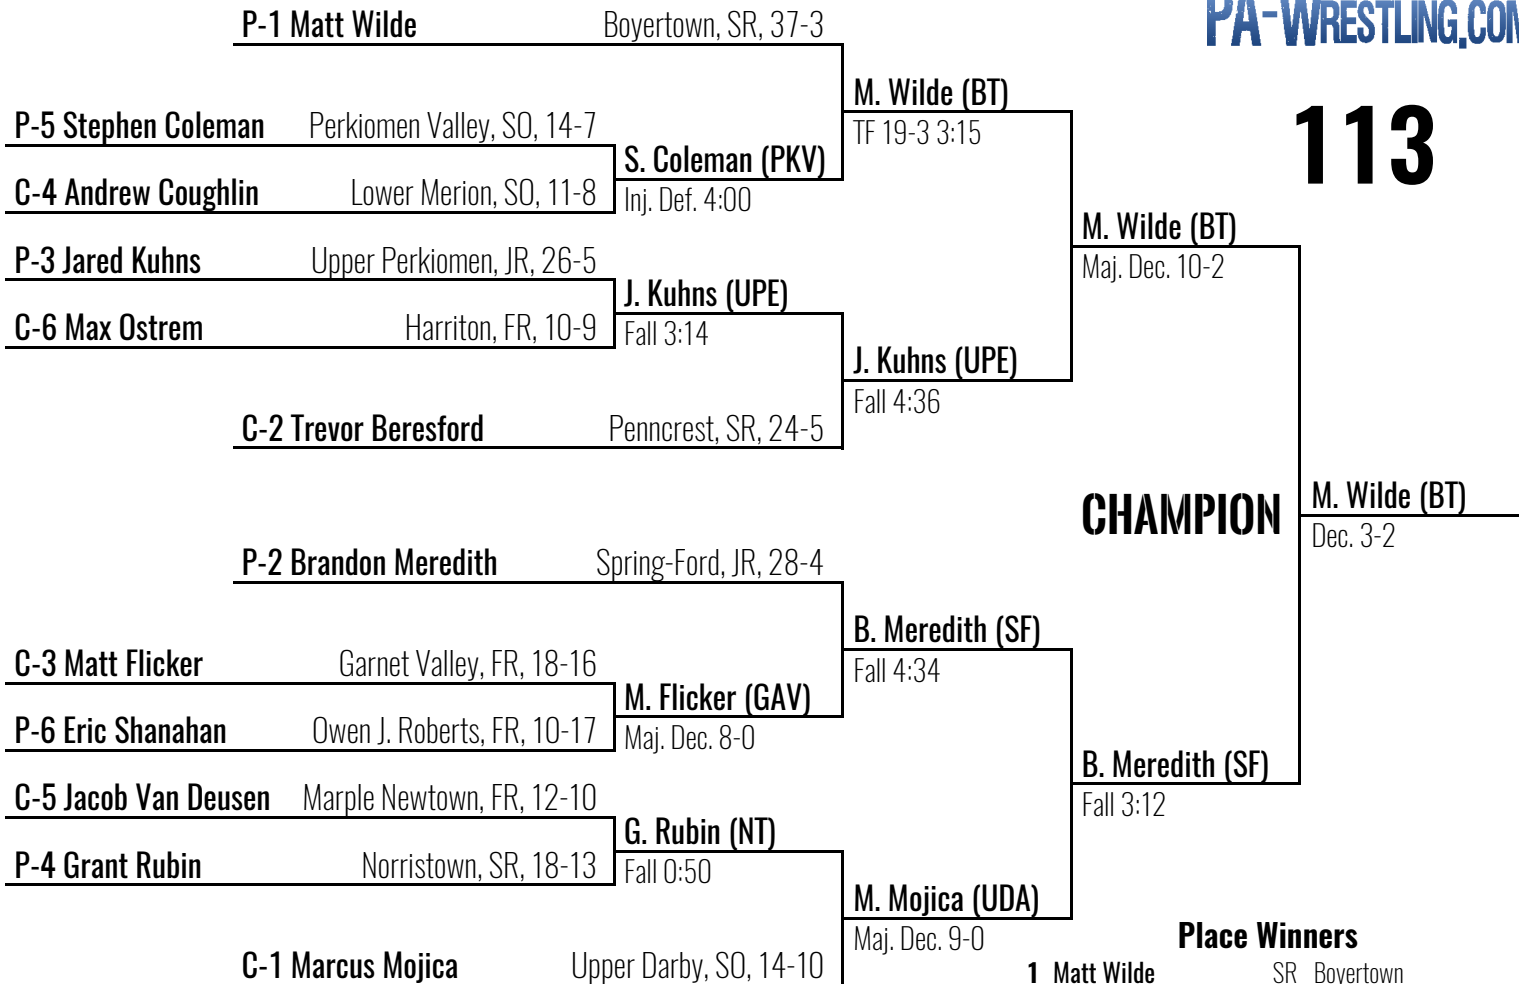 P-1 Matt Wilde Boyertown, SR, 37-3
PA-WRESTLING.COM
M. Wilde (BT)
TF 19-3 3:15
113
P-5 Stephen Coleman Perkiomen Valley, SO, 14-7
S. Coleman (PKV)
Inj. Def. 4:00
C-4 Andrew Coughlin Lower Merion, SO, 11-8
M. Wilde (BT)
Maj. Dec. 10-2
P-3 Jared Kuhns Upper Perkiomen, JR, 26-5
J. Kuhns (UPE)
Fall 3:14
C-6 Max Ostrem Harriton, FR, 10-9
J. Kuhns (UPE)
Fall 4:36
C-2 Trevor Beresford Penncrest, SR, 24-5
CHAMPION
M. Wilde (BT)
Dec. 3-2
P-2 Brandon Meredith Spring-Ford, JR, 28-4
B. Meredith (SF)
Fall 4:34
C-3 Matt Flicker Garnet Valley, FR, 18-16
M. Flicker (GAV)
Maj. Dec. 8-0
P-6 Eric Shanahan Owen J. Roberts, FR, 10-17
B. Meredith (SF)
Fall 3:12
C-5 Jacob Van Deusen Marple Newtown, FR, 12-10
G. Rubin (NT)
Fall 0:50
P-4 Grant Rubin Norristown, SR, 18-13
M. Mojica (UDA)
Maj. Dec. 9-0
C-1 Marcus Mojica Upper Darby, SO, 14-10
Place Winners
1 Matt Wilde SR Boyertown